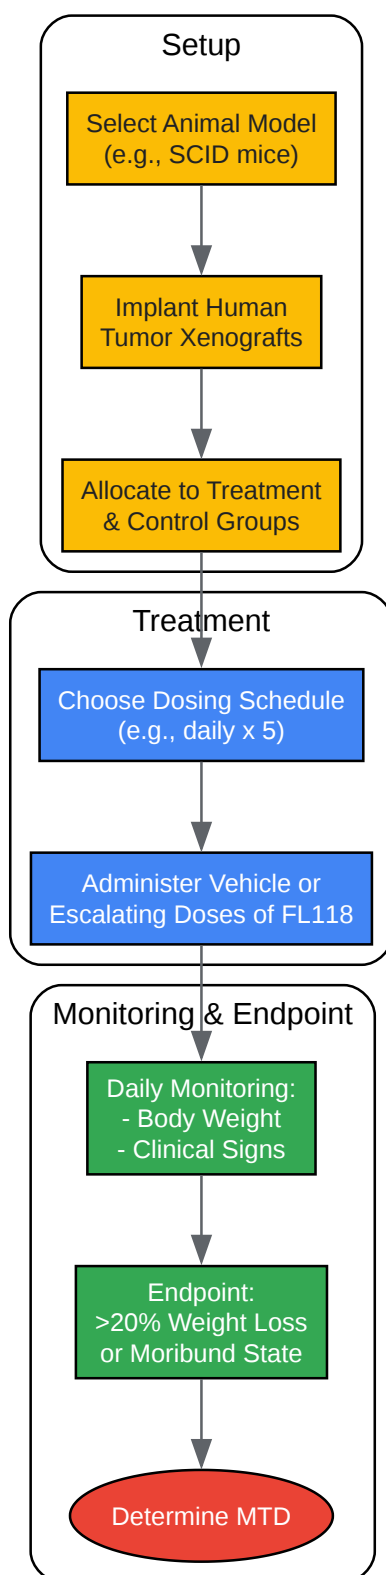 Setup
Select Animal Model
(e.g., SCID mice)
Implant Human
Tumor Xenografts
Allocate to Treatment
& Control Groups
Treatment
Choose Dosing Schedule
(e.g., daily x 5)
Administer Vehicle or
Escalating Doses of FL118
Monitoring & Endpoint
Daily Monitoring:
- Body Weight
- Clinical Signs
Endpoint:
>20% Weight Loss
or Moribund State
Determine MTD